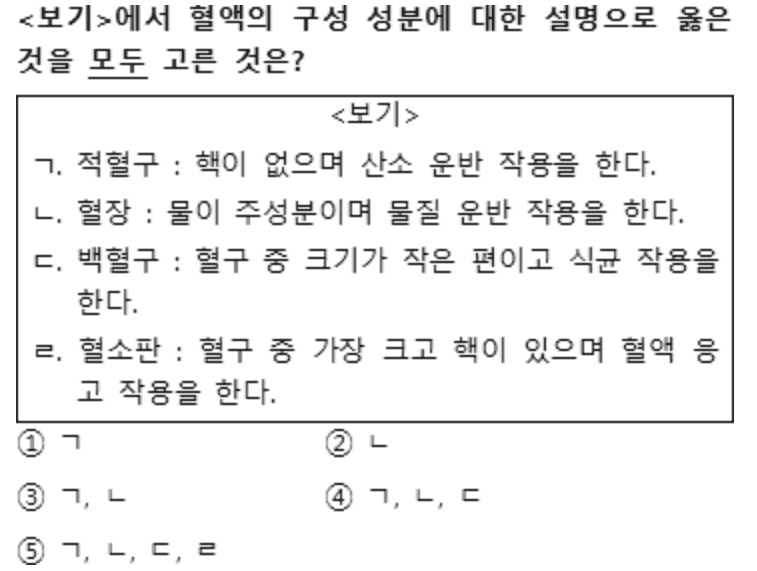 <보기>에서 혈액의 구성 성분에 대한 설명으로 옳은
것을 모두 고른 것은?
<보기>
ㄱ. 적혈구 : 핵이 없으며 산소 운반 작용을 한다.
ㄴ. 혈장 : 물이 주성분이며 물질 운반 작용을 한다.
ㄷ. 백혈구 : 혈구 중 크기가 작은 편이고 식균 작용을
한다.
ㄹ. 혈소판 : 혈구 중 가장 크고 핵이 있으며 혈액 응
고 작용을 한다.
① ㄱ ② ㄴ
③ ㄱ, ㄴ ④ ㄱ, ㄴ, ㄷ
⑤ ㄱ, ㄴ, ㄷ, ㄹ